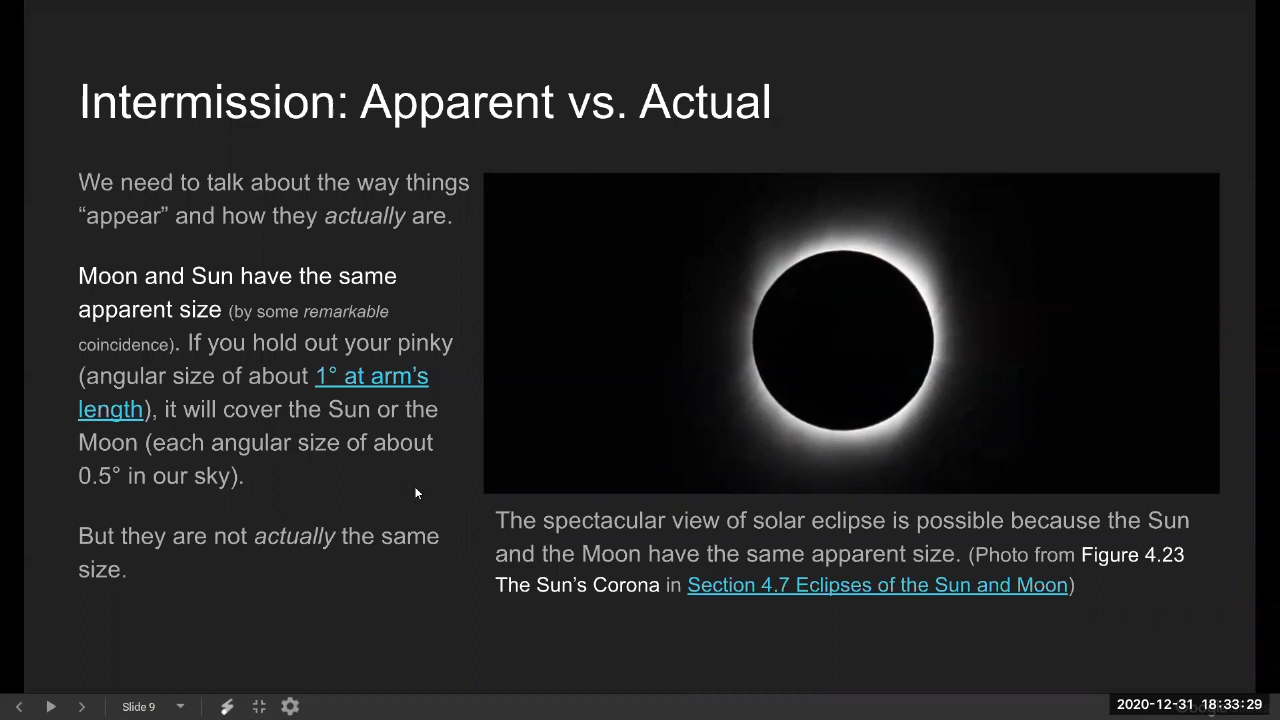 Intermission: Apparent vs. Actual
We need to talk about the way things
“appear” and how they actually are.
Moon and Sun have the same
apparent size (by some remarkable
coincidence). If you hold out your pinky
(angular size of about 1° at arm’s
length), it will cover the Sun or the
Moon (each angular size of about
0.5° in our sky).
But they are not actually the same
size.
The spectacular view of solar eclipse is possible because the Sun
and the Moon have the same apparent size. (Photo from Figure 4.23
The Sun’s Corona in Section 4.7 Eclipses of the Sun and Moon)
Slide 9
2020-12-31 18:33:29